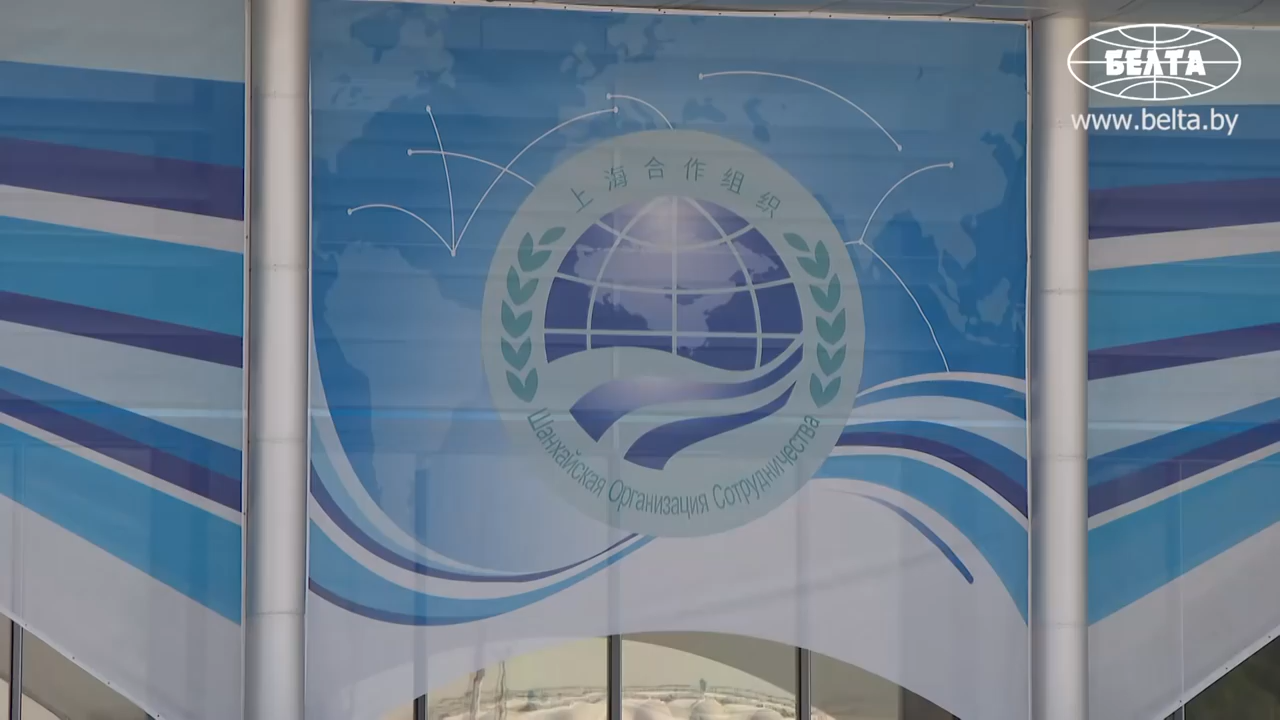 БЕЛТА
www.belta.by
上海合作组织
Шанхайская Организация Сотрудничества